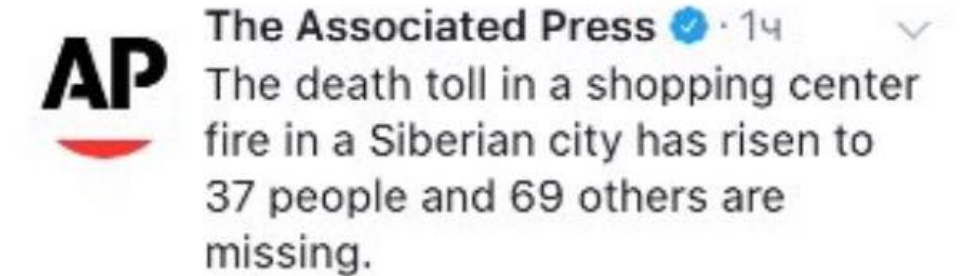 AP
The Associated Press · 1ч
The death toll in a shopping center
fire in a Siberian city has risen to
37 people and 69 others are
missing.